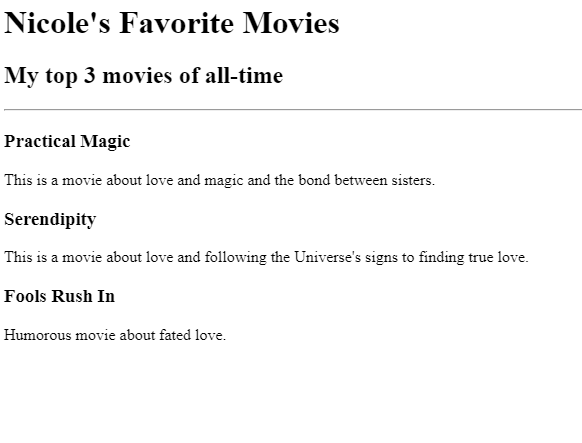 Nicole's Favorite Movies
My top 3 movies of all-time
Practical Magic
This is a movie about love and magic and the bond between sisters.
Serendipity
This is a movie about love and following the Universe's signs to finding true love.
Fools Rush In
Humorous movie about fated love.